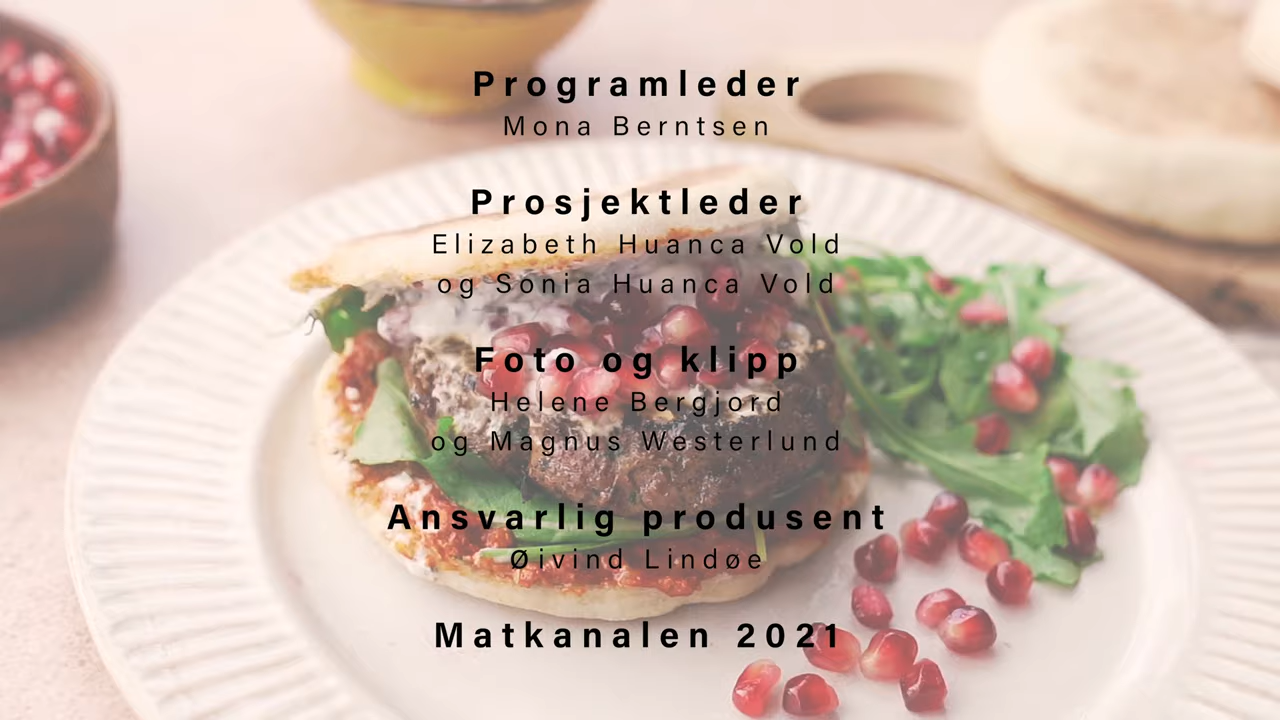 Programleder
Mona Berntsen
Prosjektleder
Elizabeth Huanca Vold
og Sonia Huanca Vold
Foto og klipp
Helene Bergjord
og Magnus Westerlund
Ansvarlig produsent
Øivind Lindøe
Matkanalen 2021